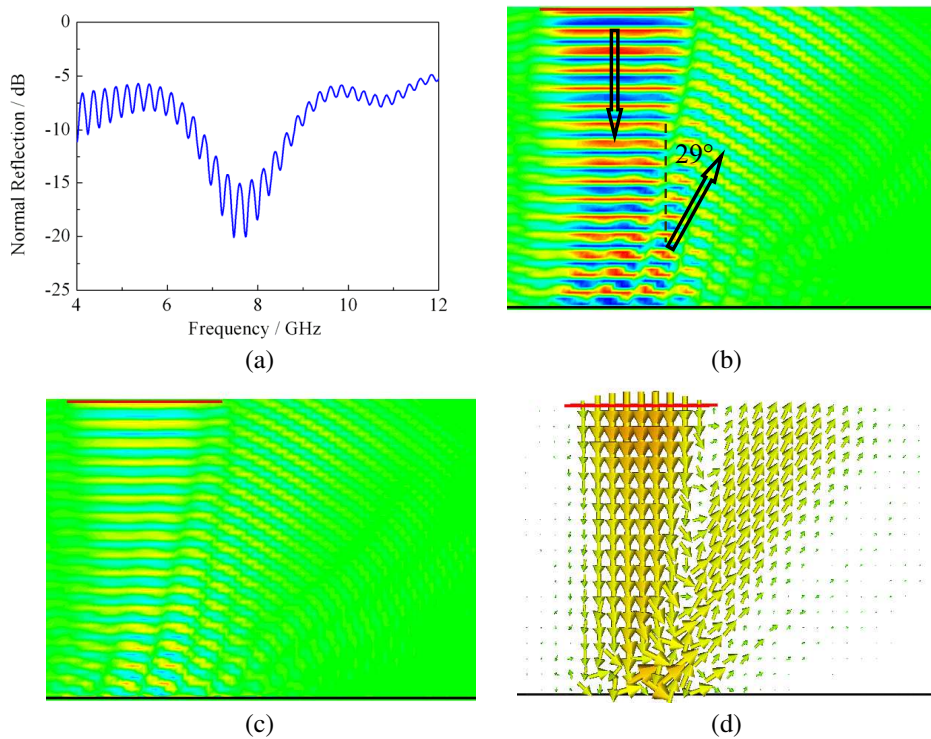 0
-5
-10
-15
-20
-25
Normal Reflection / dB
4
6
8
10
12
Frequency / GHz
(a)
29°
(b)
(c)
(d)